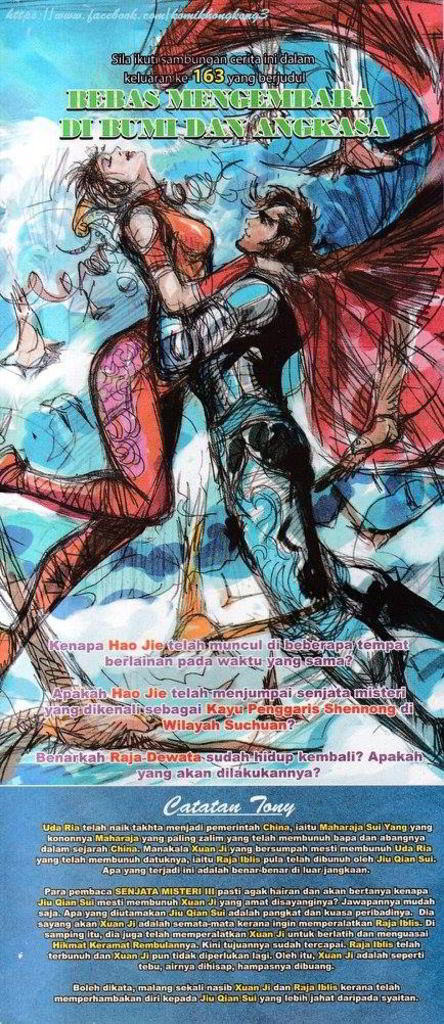 https://www.facebook.com/komikhongkong3
Sila ikuti sambungan cerita ini dalam
keluaran ke 163 yang berjudul
BEBAS MENGEMBARA
DI BUMI DAN ANGKASA
Kenapa Hao Jie telah muncul di beberapa tempat
berlainan pada waktu yang sama?
Apakah Hao Jie telah menjumpai senjata misteri
yang dikenali sebagai Kayu Penggaris Shennong di
Wilayah Suchuan?
Benarkah Raja Dewata sudah hidup kembali? Apakah
yang akan dilakukannya?
Catatan Tony
Uda Ria telah naik takhta menjadi pemerintah China, iaitu Maharaja Sui Yang yang
kononnya Maharaja yang paling zalim yang telah membunuh bapa dan abangnya
dalam sejarah China. Manakala Xuan Ji yang bersumpah mesti membunuh Uda Ria
yang telah membunuh datuknya, iaitu Raja Iblis pula telah dibunuh oleh Jiu Qian Sui.
Apa yang terjadi ini adalah benar-benar di luar jangkaan.
Para pembaca SENJATA MISTERI III pasti agak hairan dan akan bertanya kenapa
Jiu Qian Sui mesti membunuh Xuan Ji yang amat disayanginya? Jawapannya mudah
saja. Apa yang diutamakan Jiu Qian Sui adalah pangkat dan kuasa peribadinya. Dia
sayang akan Xuan Ji adalah semata-mata kerana ingin memperalatkan Raja Iblis. Di
samping itu, dia juga telah memperalatkan Xuan Ji untuk berlatih dan menguasai
Hikmat Keramat Rembulannya. Kini tujuannya sudah tercapai. Raja Iblis telah
terbunuh dan Xuan Ji pun tidak diperlukan lagi. Oleh itu, Xuan Ji adalah seperti
tebu, airnya dihisap, hampasnya dibuang.
Boleh dikata, malang sekali nasib Xuan Ji dan Raja Iblis kerana telah
memperhambakan diri kepada Jiu Qian Sui yang lebih jahat daripada syaitan.